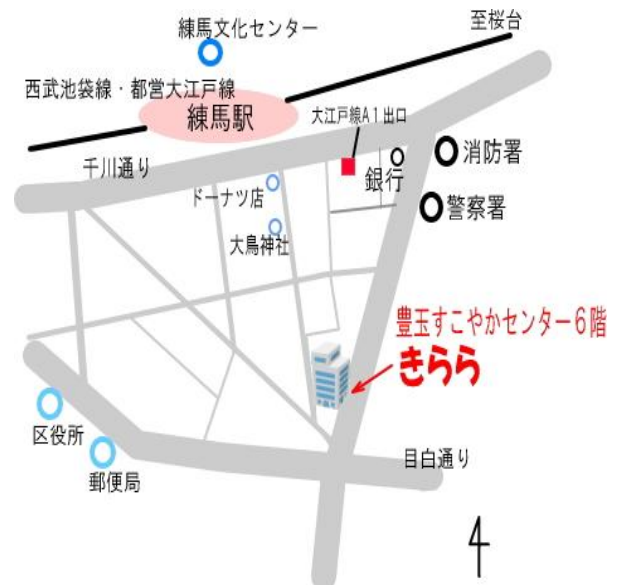 練馬文化センター
至桜台
西武池袋線・都営大江戸線
練馬駅
大江戸線A1出口
千川通り
銀行
消防署
ドーナツ店
警察署
大鳥神社
豊玉すこやかセンター6階
きらら
区役所
郵便局
目白通り